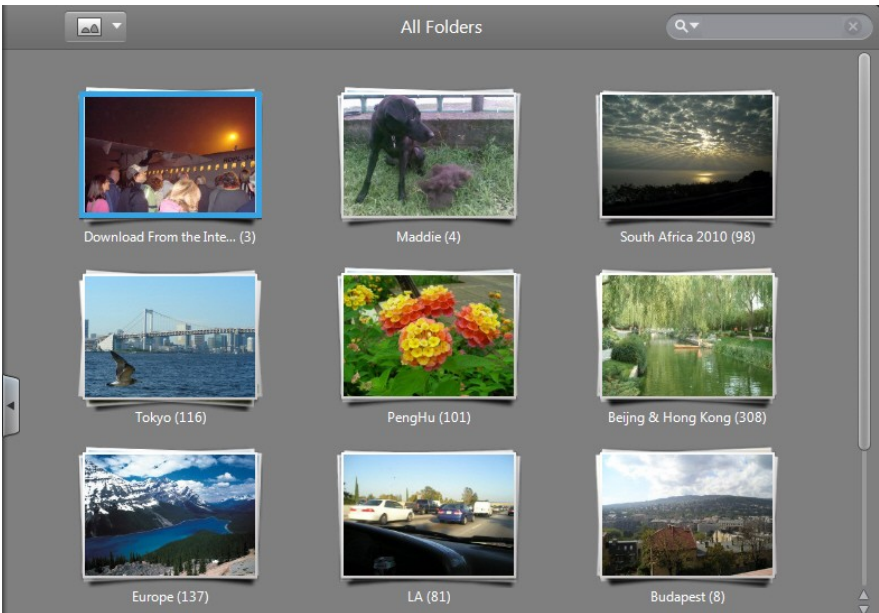 All Folders
Download From the Inte... (3)
Maddie (4)
South Africa 2010 (98)
Tokyo (116)
PengHu (101)
Beijng & Hong Kong (308)
Europe (137)
LA (81)
Budapest (8)